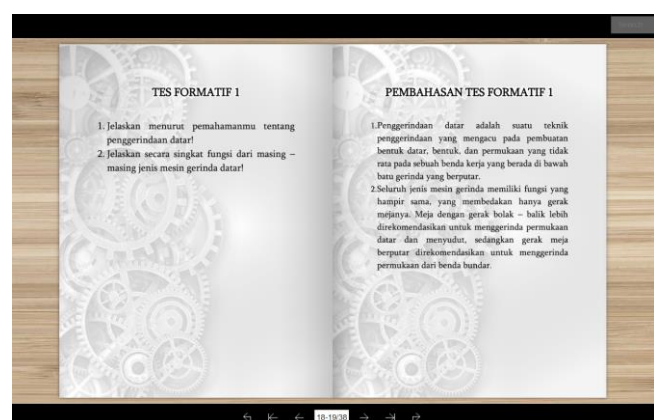 TES FORMATIF 1
1. Jelaskan menurut pemahamanmu tentang
penggerindaan datar!
2. Jelaskan secara singkat fungsi dari masing –
masing jenis mesin gerinda datar!
PEMBAHASAN TES FORMATIF 1
1.Penggerindaan datar adalah suatu teknik
penggerindaan yang mengacu pada pembuatan
bentuk datar, bentuk, dan permukaan yang tidak
rata pada sebuah benda kerja yang berada di bawah
batu gerinda yang berputar.
2.Seluruh jenis mesin gerinda memiliki fungsi yang
hampir sama, yang membedakan hanya gerak
mejanya. Meja dengan gerak bolak – balik lebih
direkomendasikan untuk menggerinda permukaan
datar dan menyudut, sedangkan gerak meja
berputar direkomendasikan untuk menggerinda
permukaan dari benda bundar.
18-19/38